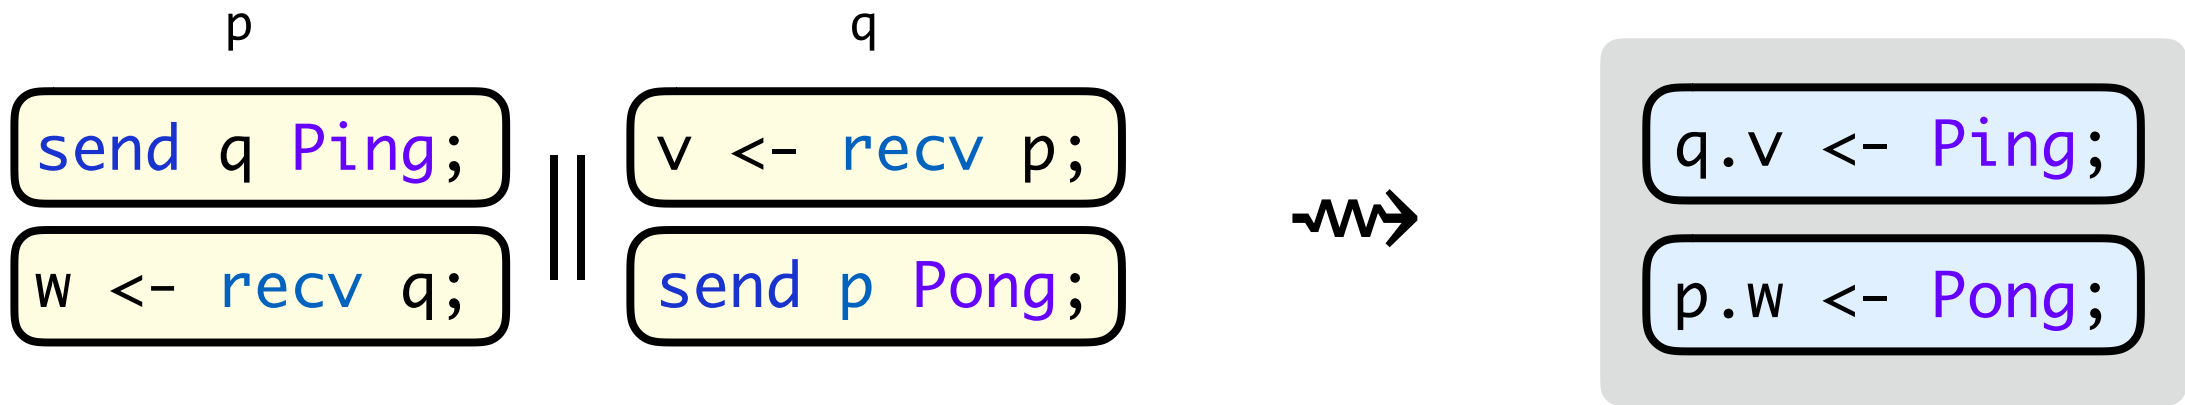 p
send q Ping;
w <- recv q;
||
q
v <- recv p;
send p Pong;
q.v <- Ping;
p.w <- Pong;